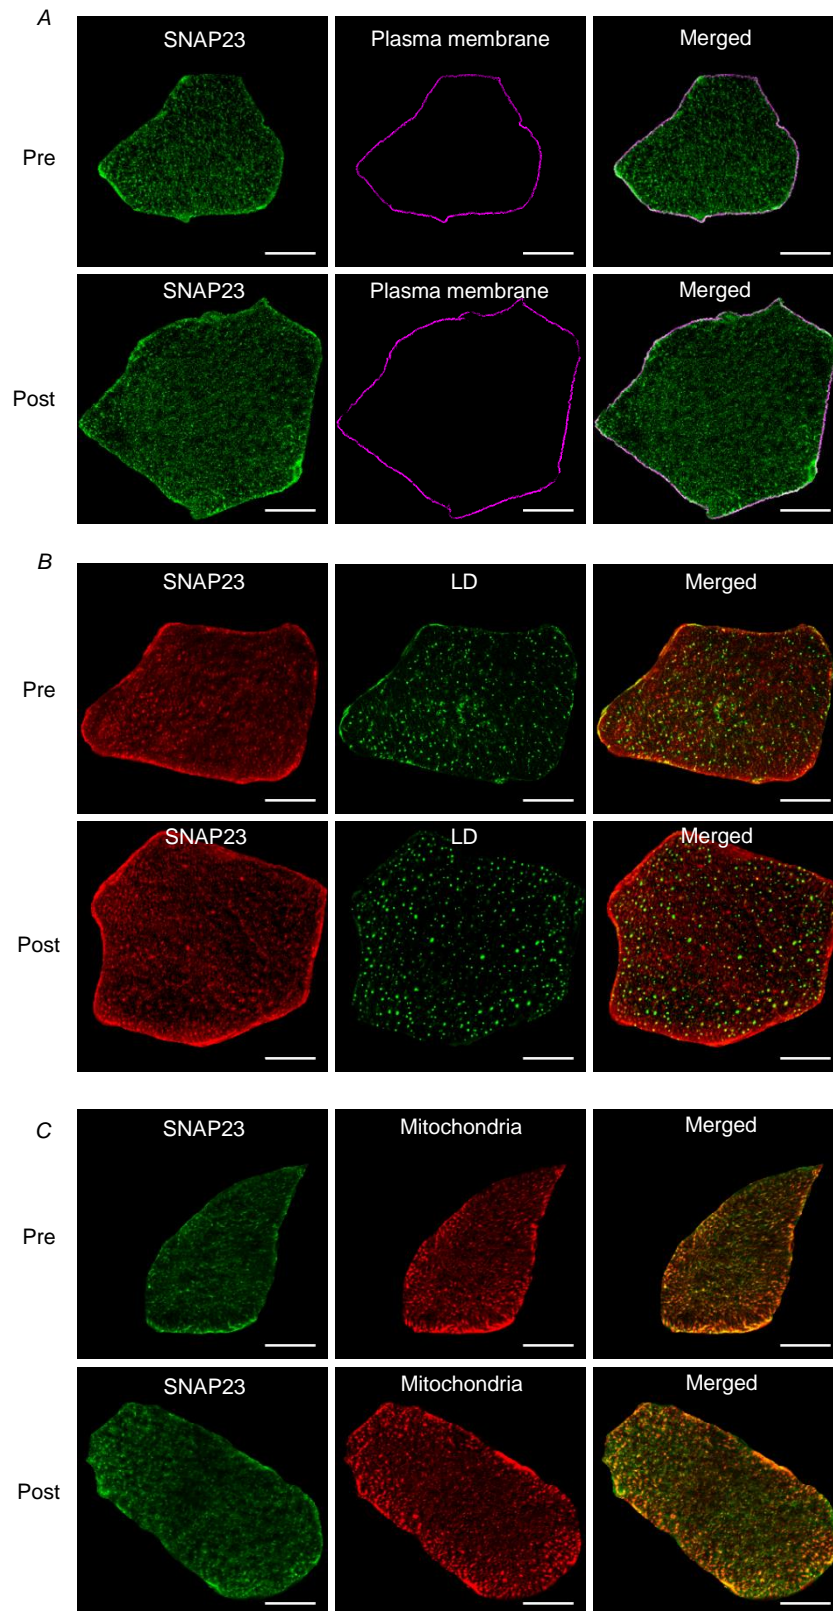 A
SNAP23 Plasma membrane Merged
Pre
SNAP23 Plasma membrane Merged
Post
B
SNAP23 LD Merged
Pre
SNAP23 LD Merged
Post
C
SNAP23 Mitochondria Merged
Pre
SNAP23 Mitochondria Merged
Post